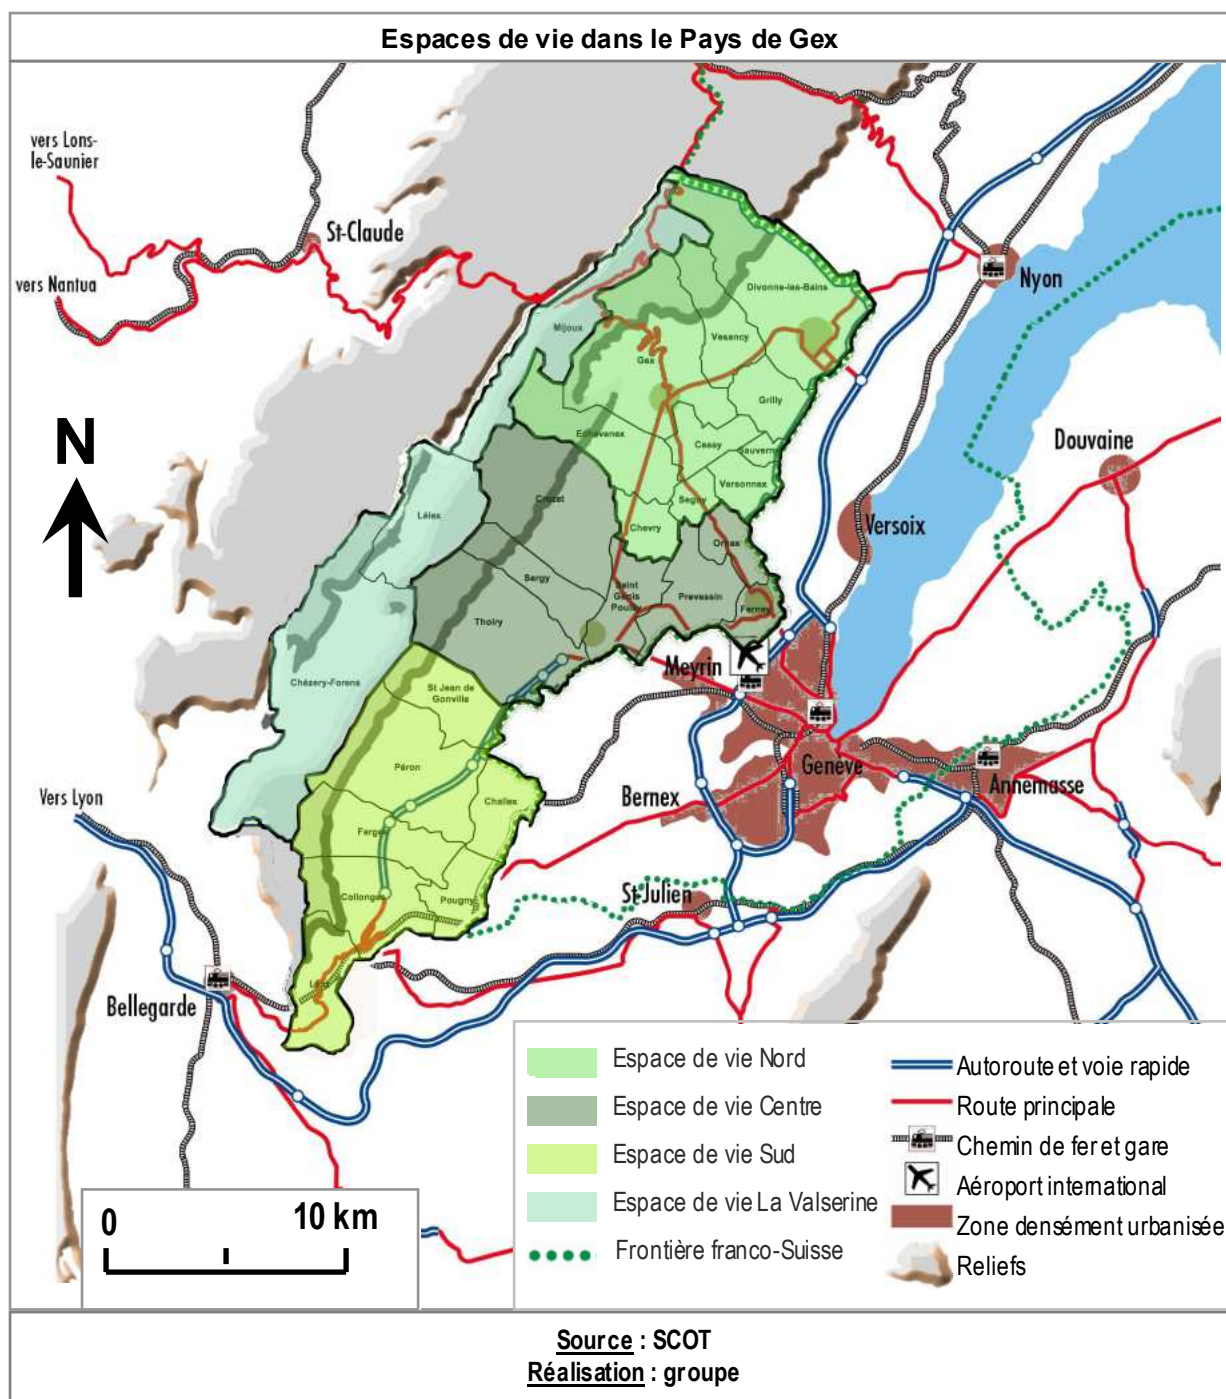 Espaces de vie dans le Pays de Gex
vers Lons-
le-Saunier
St-Claude
vers Nantua
Nyon
Divonne-les-Bains
Mijoux
Vesancy
Gex
Grilly
Echevenex
Cessy
Sauverny
Versonnex
Segny
Douvaine
Versoix
N
Lélex
Crozet
Chevry
Ornex
Sergy
Saint
Genis
Pouilly
Prevessin
Ferney
Thoiry
Meyrin
Chézery-Forens
St Jean de
Gonville
Péron
Challex
Genève
Annemasse
Bernex
Vers Lyon
Farges
Collonges
Pougny
St-Julien
Bellegarde
Espace de vie Nord
Espace de vie Centre
Espace de vie Sud
Espace de vie La Valserine
Frontière franco-Suisse
Autoroute et voie rapide
Route principale
Chemin de fer et gare
Aéroport international
Zone densément urbanisée
Reliefs
0 10 km
Source : SCOT
Réalisation : groupe